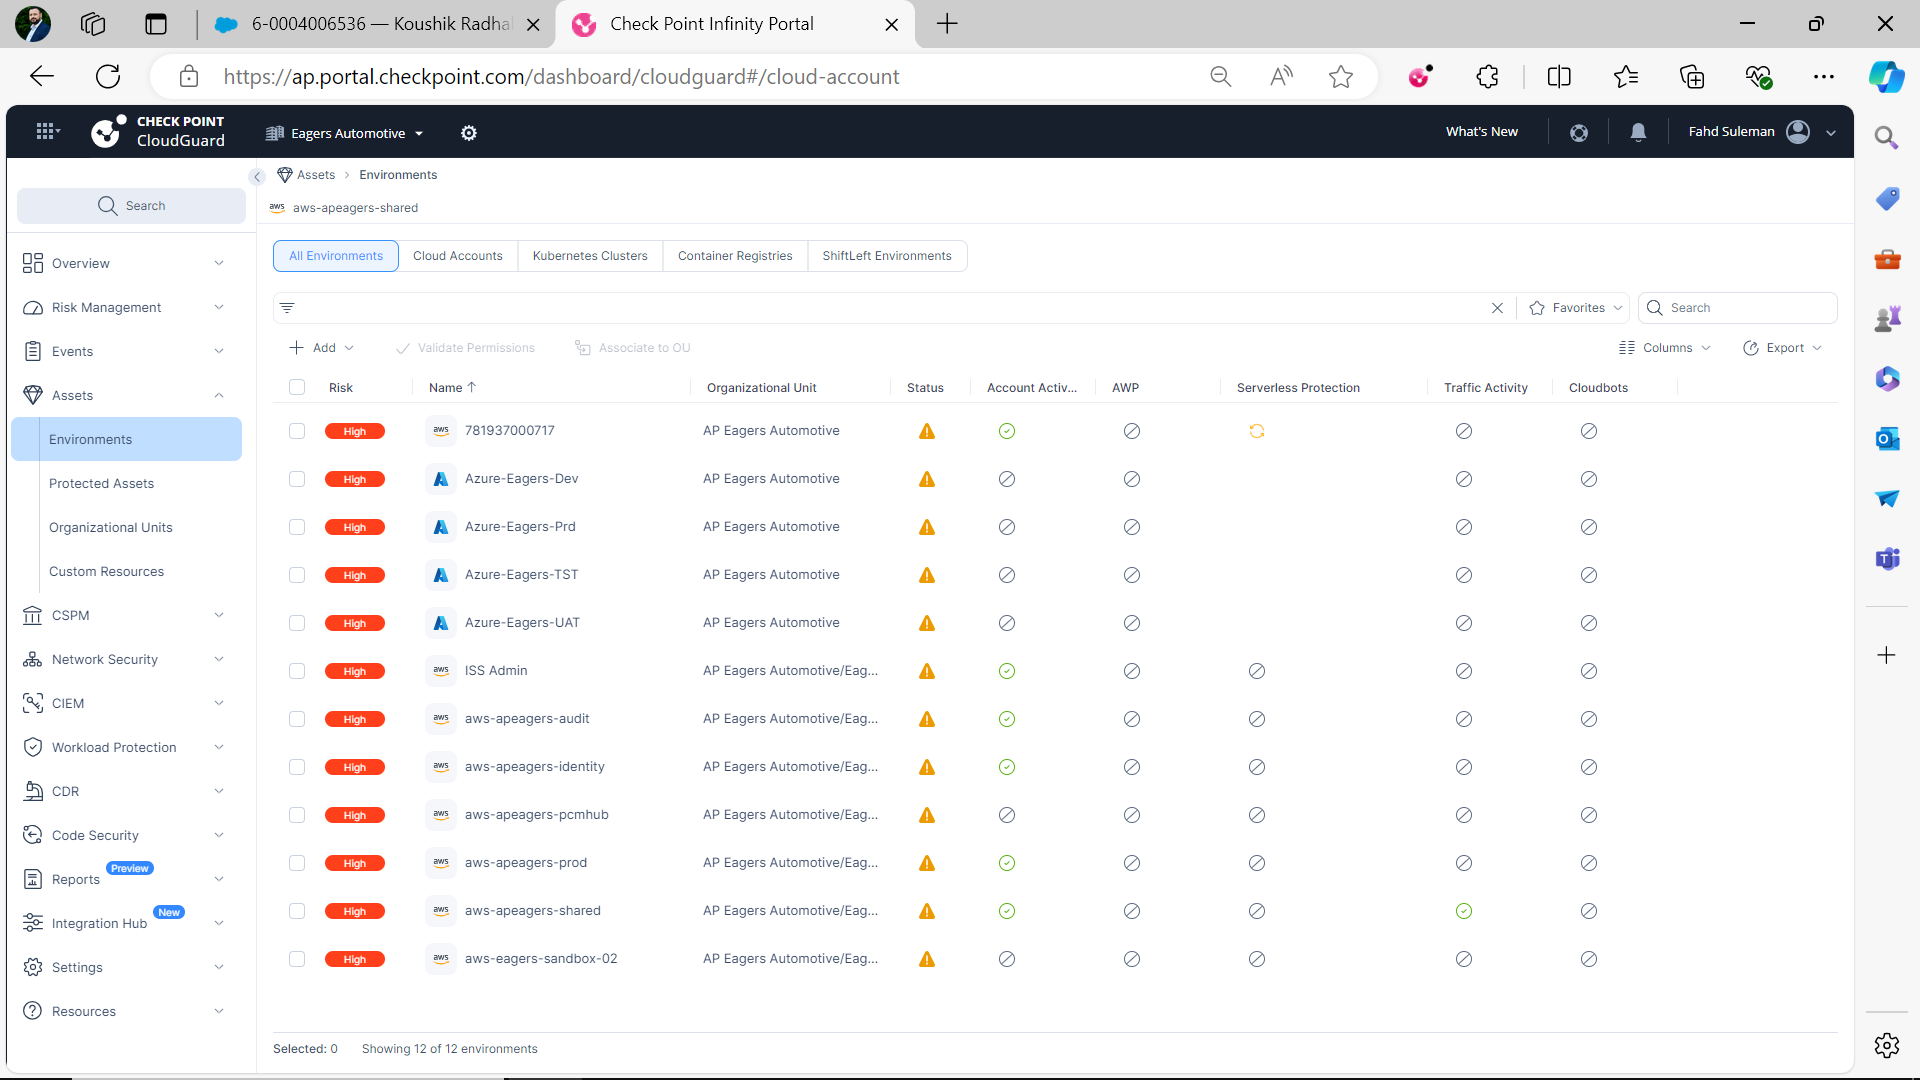 6-0004006536 — Koushik Radhal
Check Point Infinity Portal
https://ap.portal.checkpoint.com/dashboard/cloudguard#/cloud-account
CHECK POINT
CloudGuard
Eagers Automotive
What's New
Fahd Suleman
Assets
Environments
aws aws-apeagers-shared
Search
Overview
Risk Management
Events
Assets
Environments
Protected Assets
Organizational Units
Custom Resources
CSPM
Network Security
CIEM
Workload Protection
CDR
Code Security
Reports Preview
Integration Hub New
Settings
Resources
All Environments Cloud Accounts Kubernetes Clusters Container Registries ShiftLeft Environments
Favorites Search
Add Validate Permissions Associate to OU Columns Export
Risk Name Organizational Unit Status Account Activ... AWP Serverless Protection Traffic Activity Cloudbots
High aws 781937000717 AP Eagers Automotive
High Azure-Eagers-Dev AP Eagers Automotive
High Azure-Eagers-Prd AP Eagers Automotive
High Azure-Eagers-TST AP Eagers Automotive
High Azure-Eagers-UAT AP Eagers Automotive
High aws ISS Admin AP Eagers Automotive/Eag...
High aws aws-apeagers-audit AP Eagers Automotive/Eag...
High aws aws-apeagers-identity AP Eagers Automotive/Eag...
High aws aws-apeagers-pcmhub AP Eagers Automotive/Eag...
High aws aws-apeagers-prod AP Eagers Automotive/Eag...
High aws aws-apeagers-shared AP Eagers Automotive/Eag...
High aws aws-eagers-sandbox-02 AP Eagers Automotive/Eag...
Selected: 0 Showing 12 of 12 environments